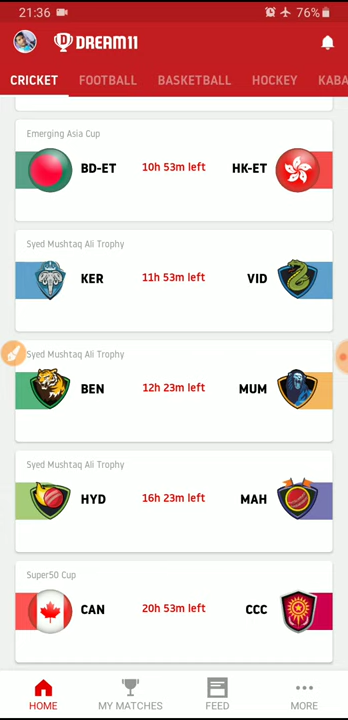 21:36 76%
DREAM11
CRICKET FOOTBALL BASKETBALL HOCKEY KABA
Emerging Asia Cup
BD-ET 10h 53m left HK-ET
Syed Mushtaq Ali Trophy
KER 11h 53m left VID
Syed Mushtaq Ali Trophy
BEN 12h 23m left MUM
Syed Mushtaq Ali Trophy
HYD 16h 23m left MAH
Super50 Cup
CAN 20h 53m left CCC
HOME MY MATCHES FEED MORE